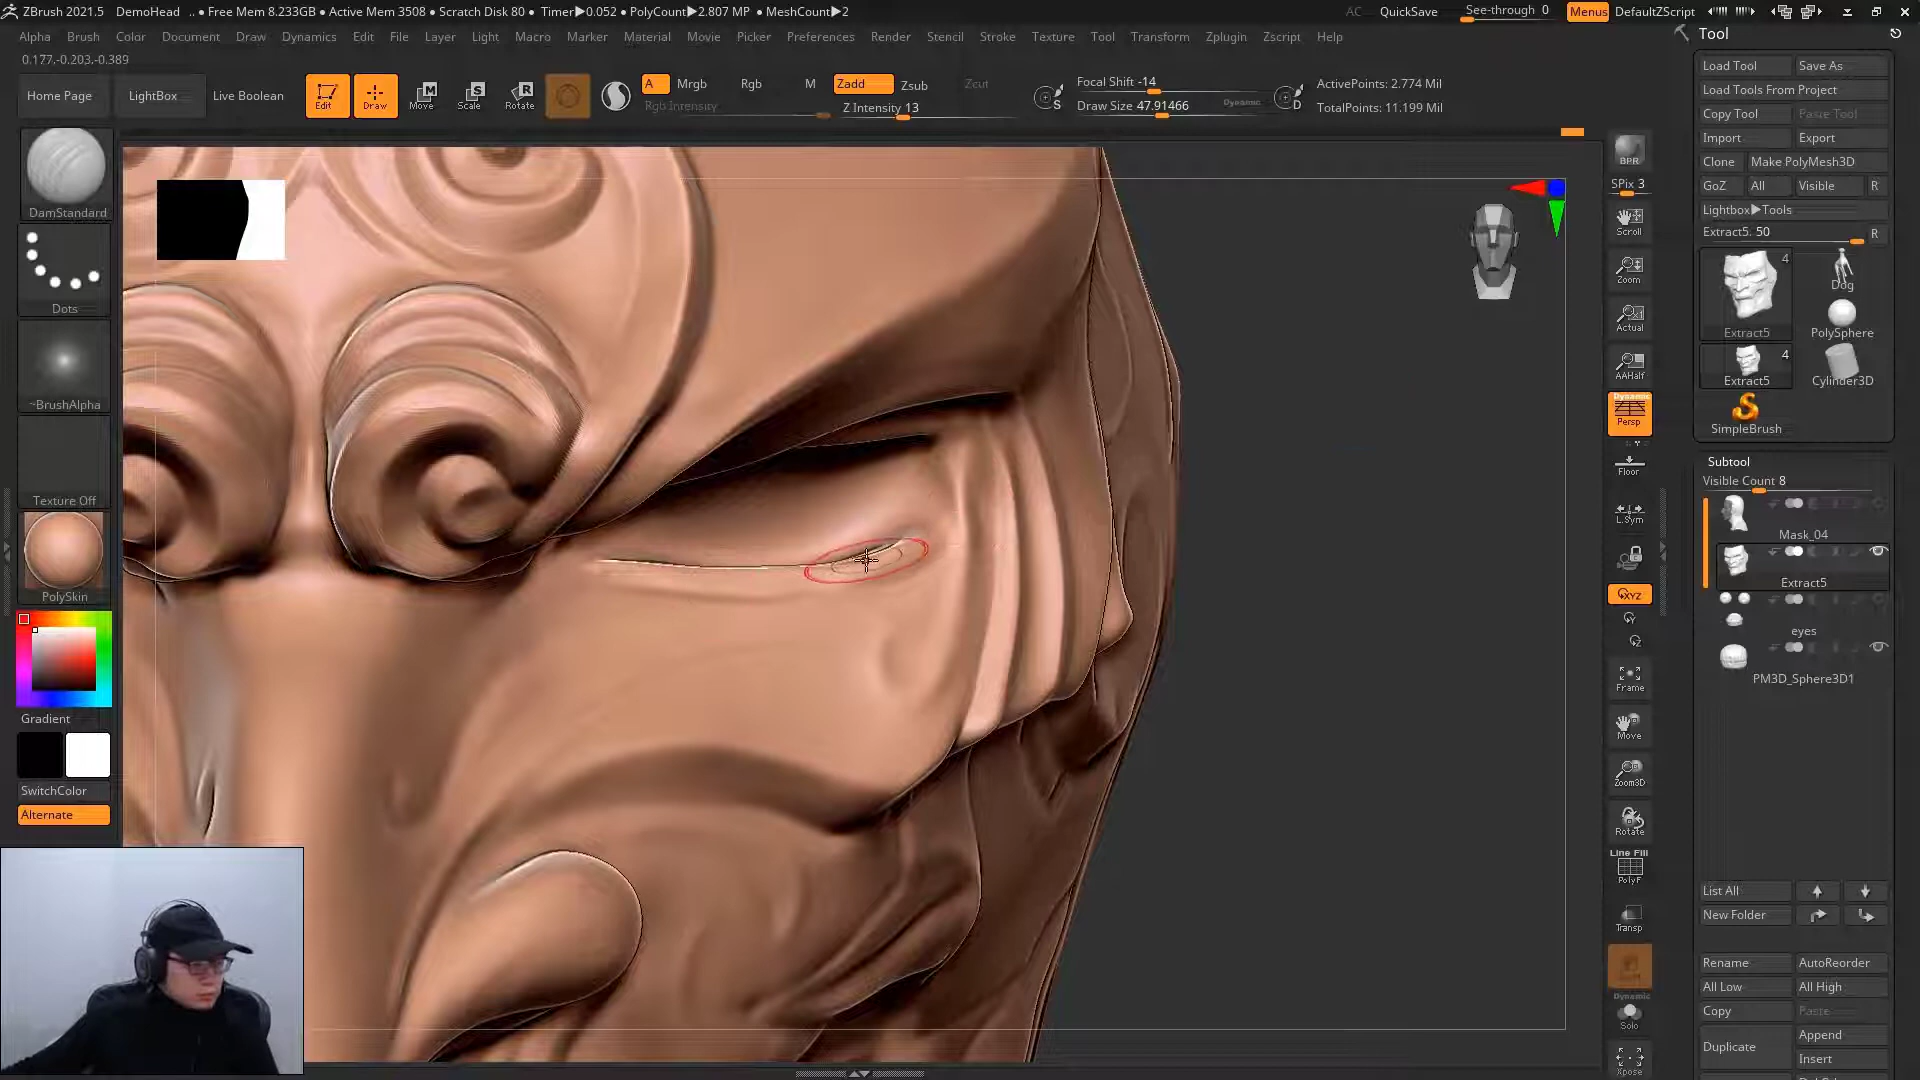 ZBrush 2021.5 DemoHead .. • Free Mem 8.233GB • Active Mem 3508 • Scratch Disk 80 • Timer▶0.052 • PolyCount▶2.807 MP • MeshCount▶2 AC QuickSave See-through 0 Menus DefaultZScript
Alpha Brush Color Document Draw Dynamics Edit File Layer Light Macro Marker Material Movie Picker Preferences Render Stencil Stroke Texture Tool Transform Zplugin Zscript Help
0.177,-0.203,-0.389
Home Page LightBox Live Boolean
Edit Draw Move Scale Rotate
A Mrgb Rgb M Zadd Zsub Zcut
Rgb Intensity Z Intensity 13
S Focal Shift -14
Draw Size 47.91466 Dynamic D
ActivePoints: 2.774 Mil
TotalPoints: 11.199 Mil
DamStandard
Dots
~BrushAlpha
Texture Off
PolySkin
Gradient
SwitchColor
Alternate
BPR
SPix 3
Scroll
Zoom
Actual
AAHalf
Dynamic
Persp
Floor
L.Sym
XYZ
Y
Z
Frame
Move
Zoom3D
Rotate
Line Fill
PolyF
Transp
Dynamic
Solo
Xpose
Tool
Load Tool Save As
Load Tools From Project
Copy Tool Paste Tool
Import Export
Clone Make PolyMesh3D
GoZ All Visible R
Lightbox▶Tools
Extract5. 50 R
4
Extract5 Dog
PolySphere
4
Extract5 Cylinder3D
SimpleBrush
Subtool
Visible Count 8
Mask_04
Extract5
eyes
PM3D_Sphere3D1
List All
New Folder
Rename AutoReorder
All Low All High
Copy Paste
Duplicate Append
Insert